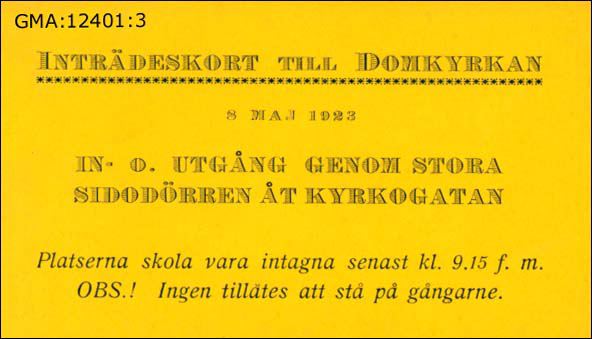 GMA:12401:3
INTRÄDESKORT TILL DOMKYRKAN
8 MAJ 1923
IN- O. UTGÅNG GENOM STORA
SIDODÖRREN ÅT KYRKOGATAN
Platserna skola vara intagna senast kl. 9.15 f. m.
OBS.! Ingen tillätes att stå på gångarne.